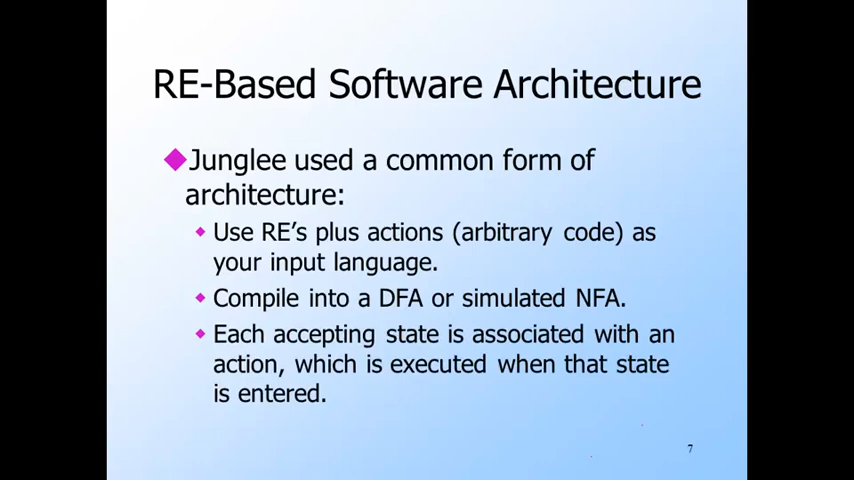 RE-Based Software Architecture
Junglee used a common form of
architecture:
Use RE’s plus actions (arbitrary code) as
your input language.
Compile into a DFA or simulated NFA.
Each accepting state is associated with an
action, which is executed when that state
is entered.
7